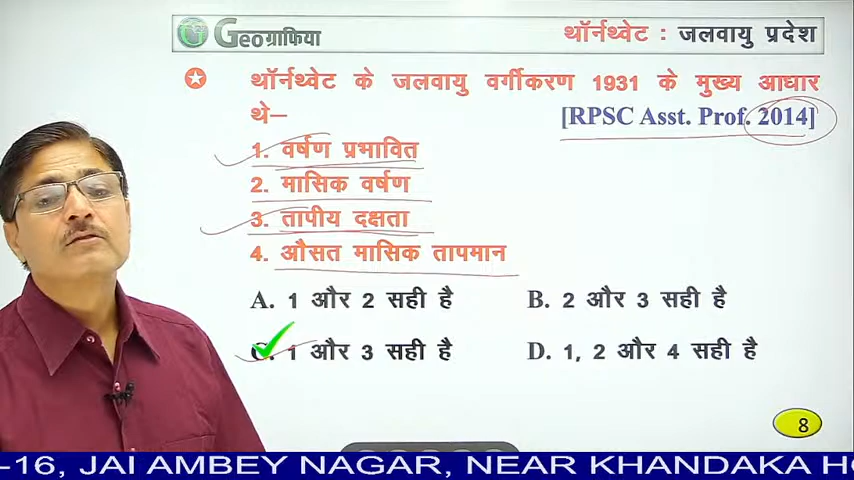 Geoग्राफिया
थॉर्नथ्वेट : जलवायु प्रदेश
थॉर्नथ्वेट के जलवायु वर्गीकरण 1931 के मुख्य आधार
थे– [RPSC Asst. Prof. 2014]
1. वर्षण प्रभावित
2. मासिक वर्षण
3. तापीय दक्षता
4. औसत मासिक तापमान
A. 1 और 2 सही है
B. 2 और 3 सही है
C. 1 और 3 सही है
D. 1, 2 और 4 सही है
8
-16, JAI AMBEY NAGAR, NEAR KHANDAKA